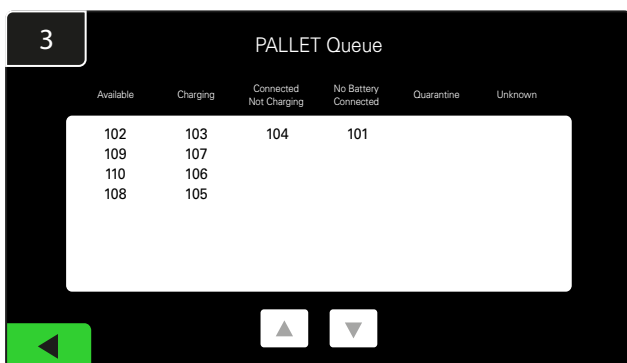 3
PALLET Queue
Available Charging Connected Not Charging No Battery Connected Quarantine Unknown
102 103 104 101
109 107
110 106
108 105